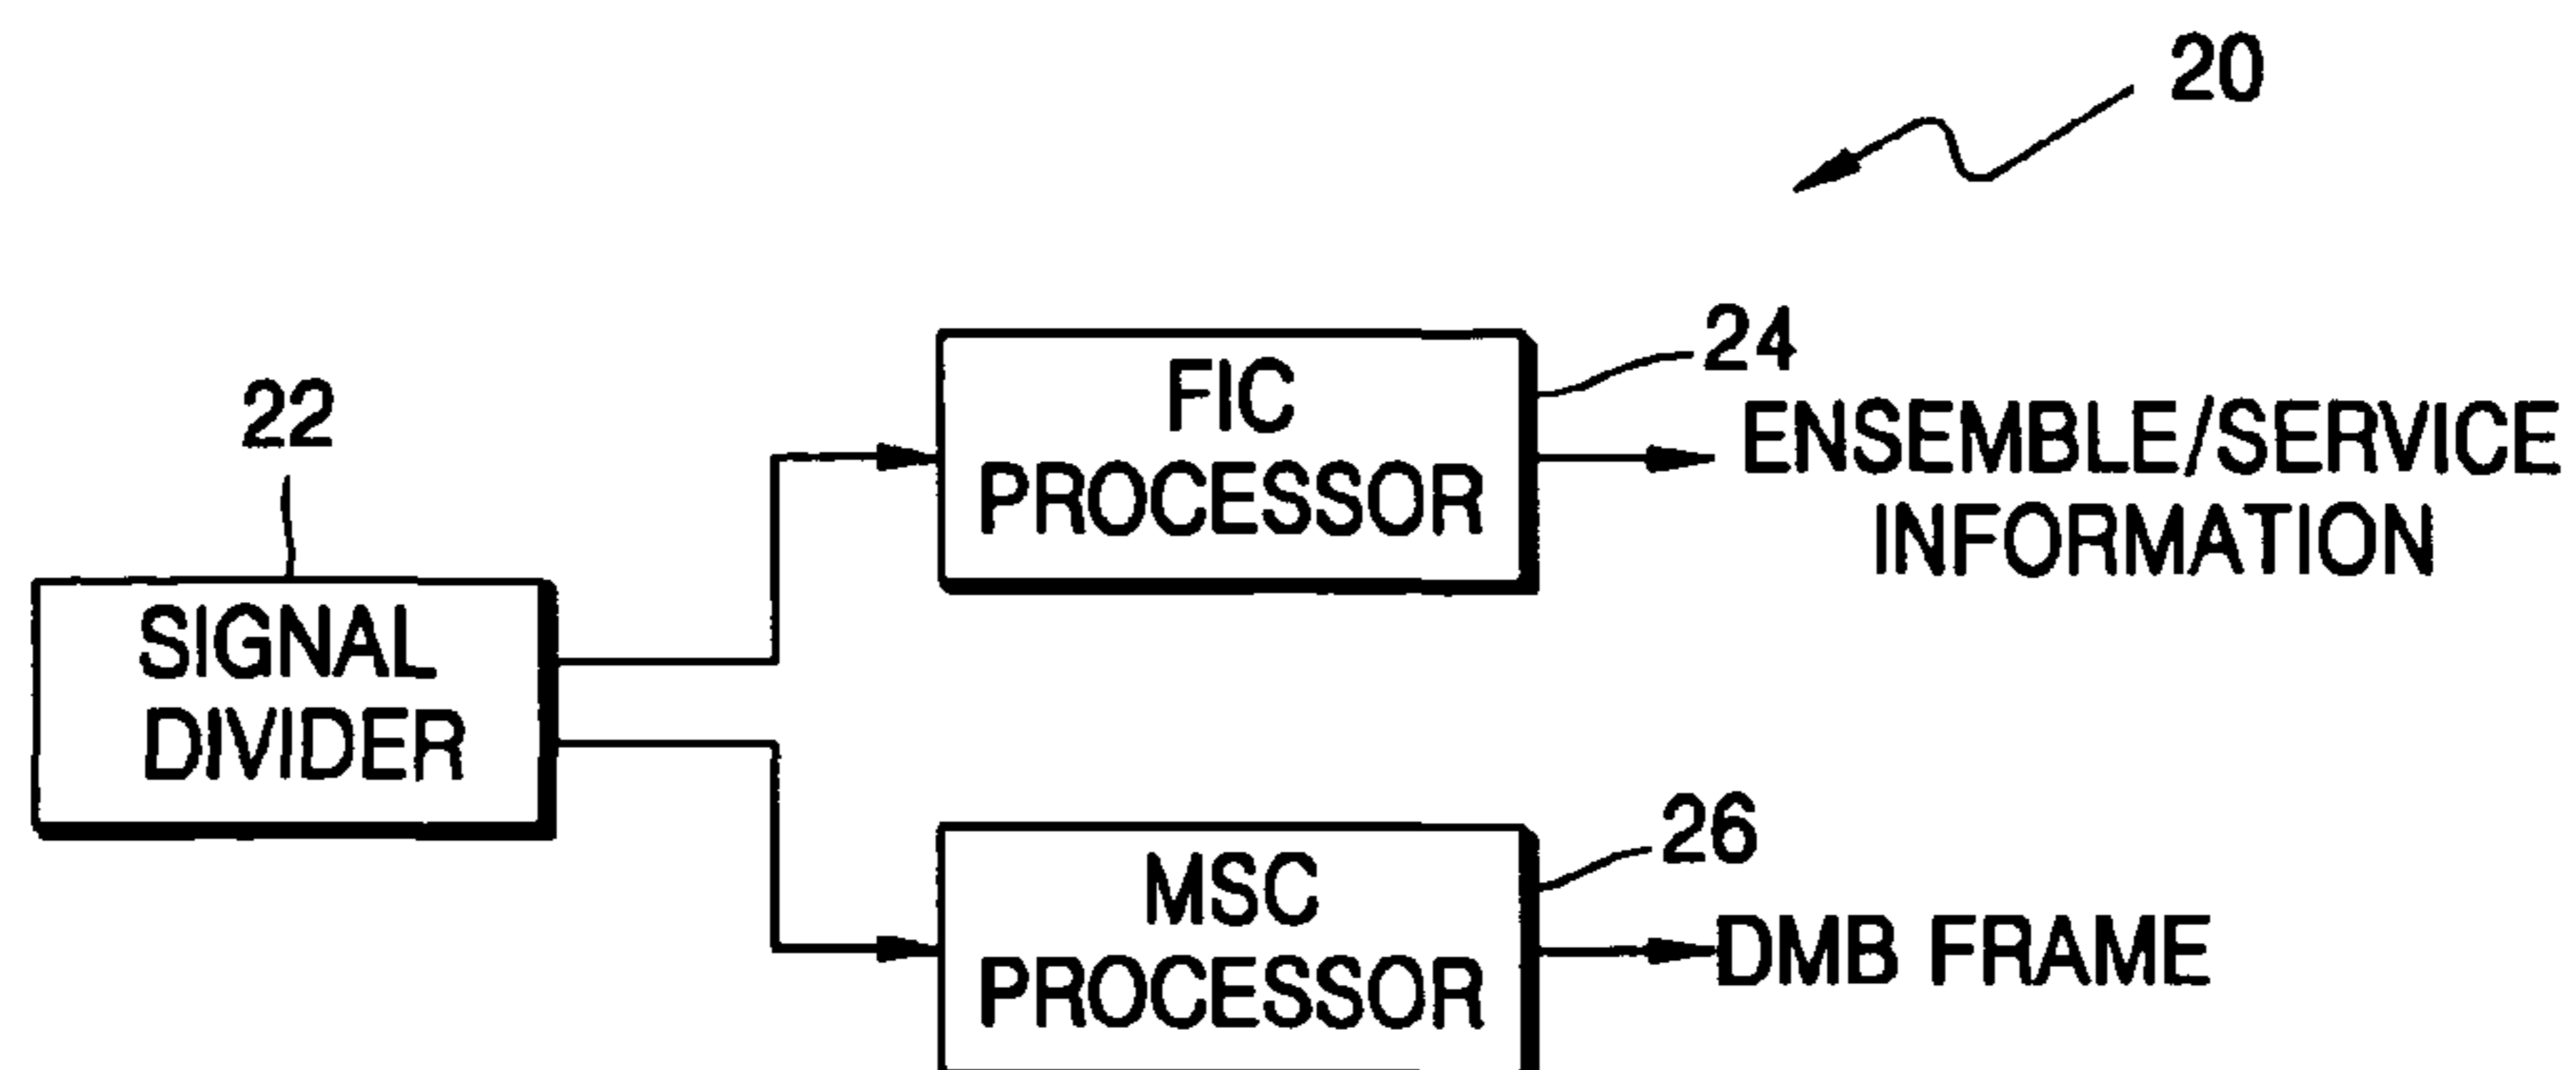 20
22
SIGNAL
DIVIDER
FIC
PROCESSOR
24
ENSEMBLE/SERVICE
INFORMATION
MSC
PROCESSOR
26
DMB FRAME